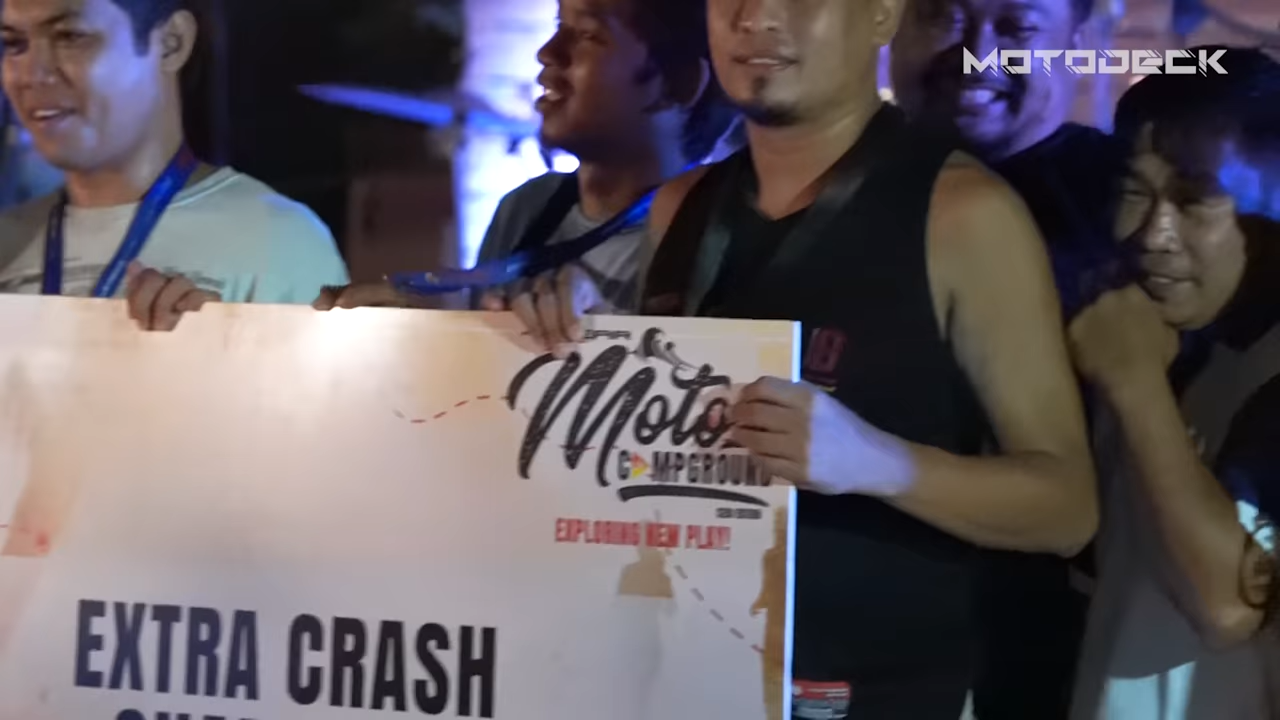 MOTODECK
Moto
CAMPGROUND
EXPLORING NEW PLAY!
EXTRA CRASH